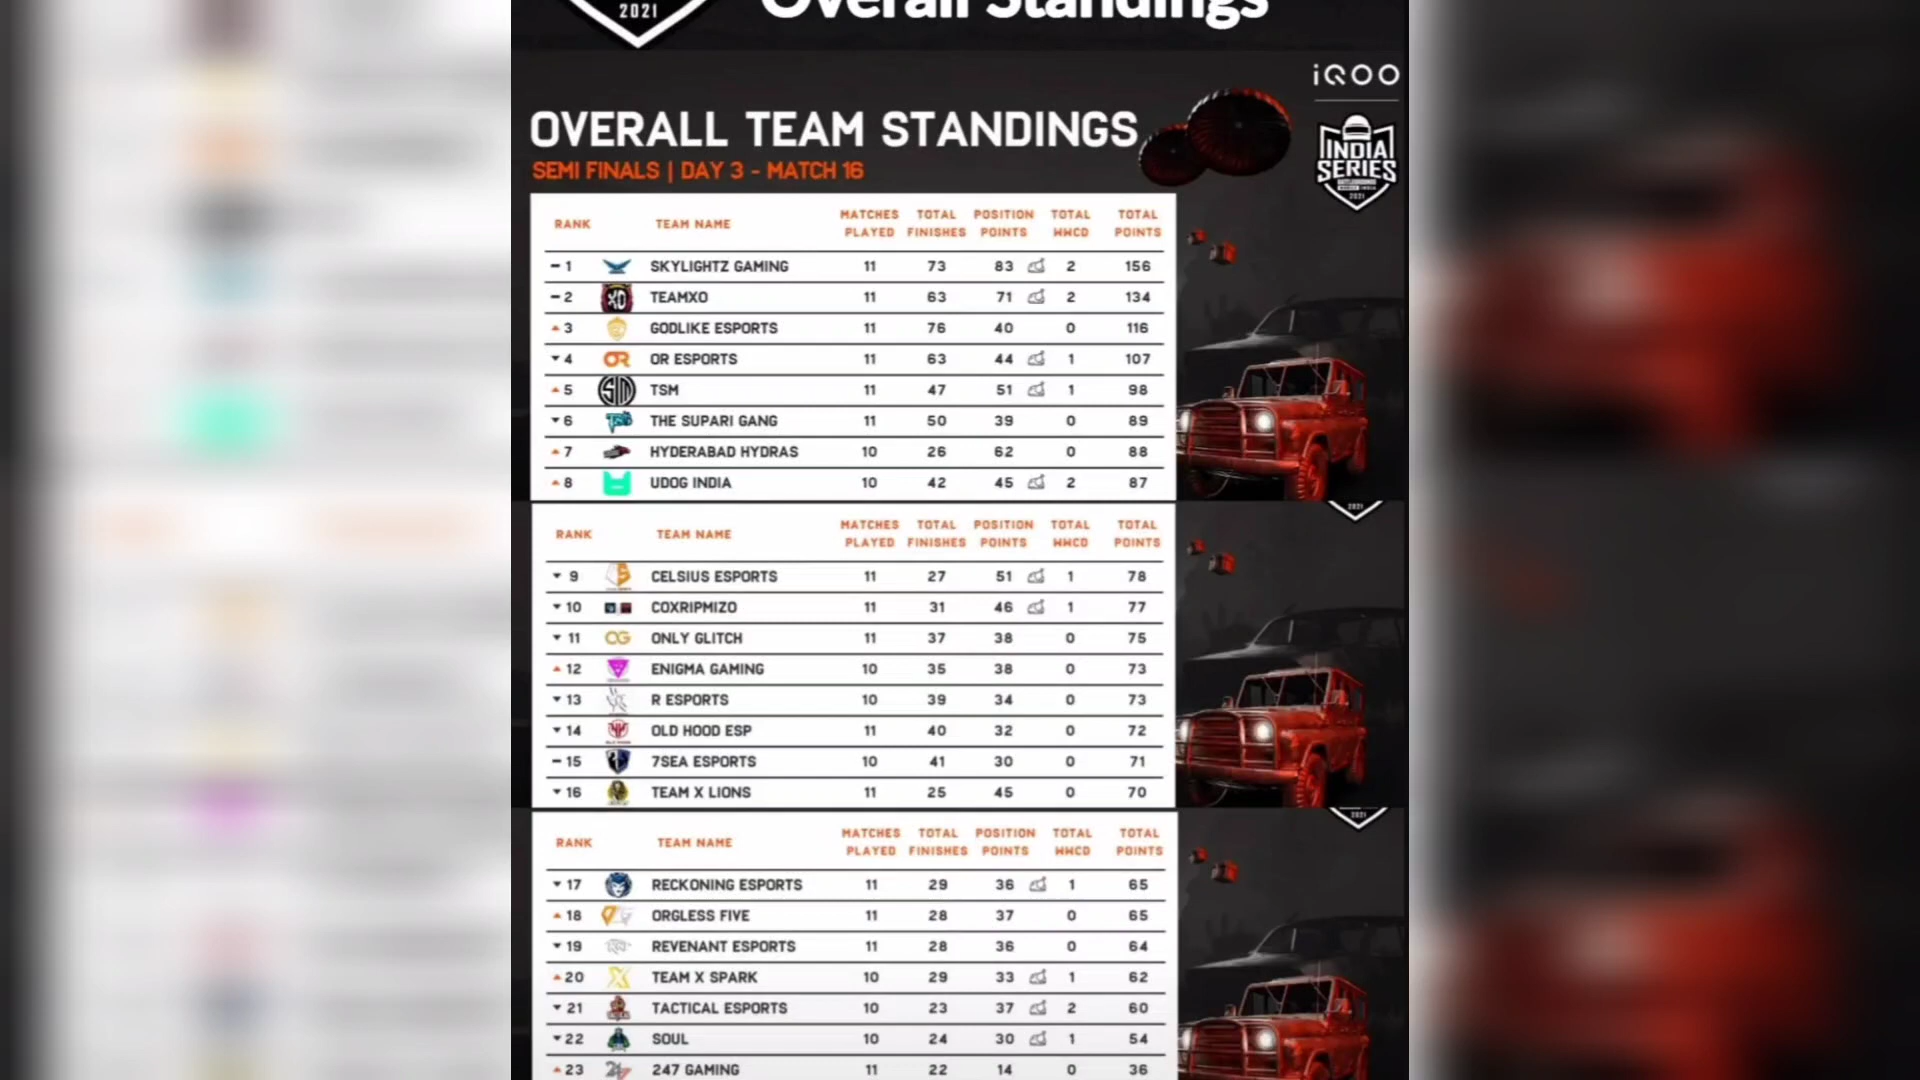 2021
Overall Standings
iQOO
OVERALL TEAM STANDINGS
SEMI FINALS | DAY 3 - MATCH 16
INDIA
SERIES
2021
RANK TEAM NAME MATCHES PLAYED TOTAL FINISHES POSITION POINTS TOTAL WWCD TOTAL POINTS
1 SKYLIGHTZ GAMING 11 73 83 2 156
2 XO TEAMXO 11 63 71 2 134
3 GODLIKE ESPORTS 11 76 40 0 116
4 OR OR ESPORTS 11 63 44 1 107
5 TSM 11 47 51 1 98
6 THE SUPARI GANG 11 50 39 0 89
7 HYDERABAD HYDRAS 10 26 62 0 88
8 UDOG INDIA 10 42 45 2 87
2021
RANK TEAM NAME MATCHES PLAYED TOTAL FINISHES POSITION POINTS TOTAL WWCD TOTAL POINTS
9 CELSIUS ESPORTS 11 27 51 1 78
10 COXRIPMIZO 11 31 46 1 77
11 OG ONLY GLITCH 11 37 38 0 75
12 ENIGMA GAMING 10 35 38 0 73
13 R ESPORTS 10 39 34 0 73
14 OLD HOOD ESP 11 40 32 0 72
15 7SEA ESPORTS 10 41 30 0 71
16 TEAM X LIONS 11 25 45 0 70
2021
RANK TEAM NAME MATCHES PLAYED TOTAL FINISHES POSITION POINTS TOTAL WWCD TOTAL POINTS
17 RECKONING ESPORTS 11 29 36 1 65
18 ORGLESS FIVE 11 28 37 0 65
19 REVENANT ESPORTS 11 28 36 0 64
20 X TEAM X SPARK 10 29 33 1 62
21 TACTICAL ESPORTS 10 23 37 2 60
22 SOUL 10 24 30 1 54
23 247 GAMING 11 22 14 0 36